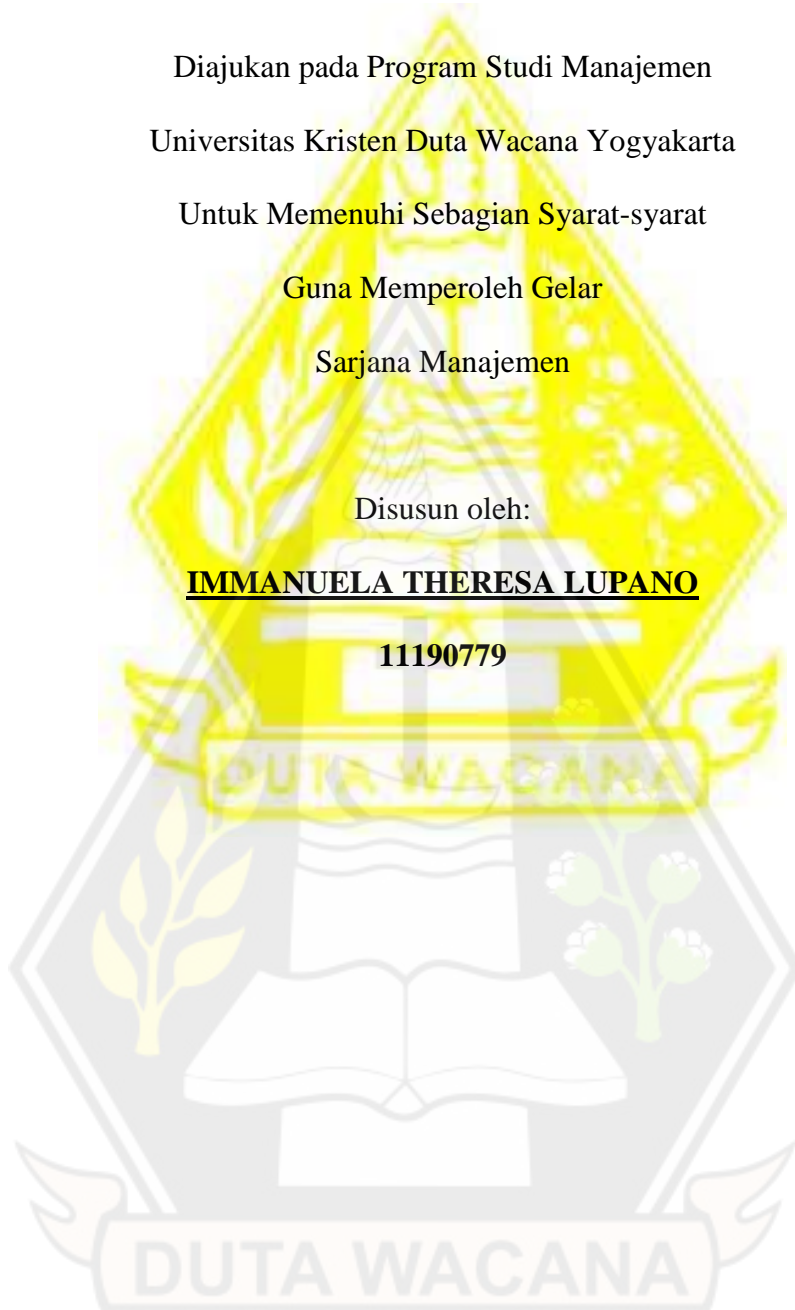 Diajukan pada Program Studi Manajemen
Universitas Kristen Duta Wacana Yogyakarta
Untuk Memenuhi Sebagian Syarat-syarat
Guna Memperoleh Gelar
Sarjana Manajemen
Disusun oleh:
IMMANUELA THERESA LUPANO
11190779
DUTA WACANA
DUTA WACANA